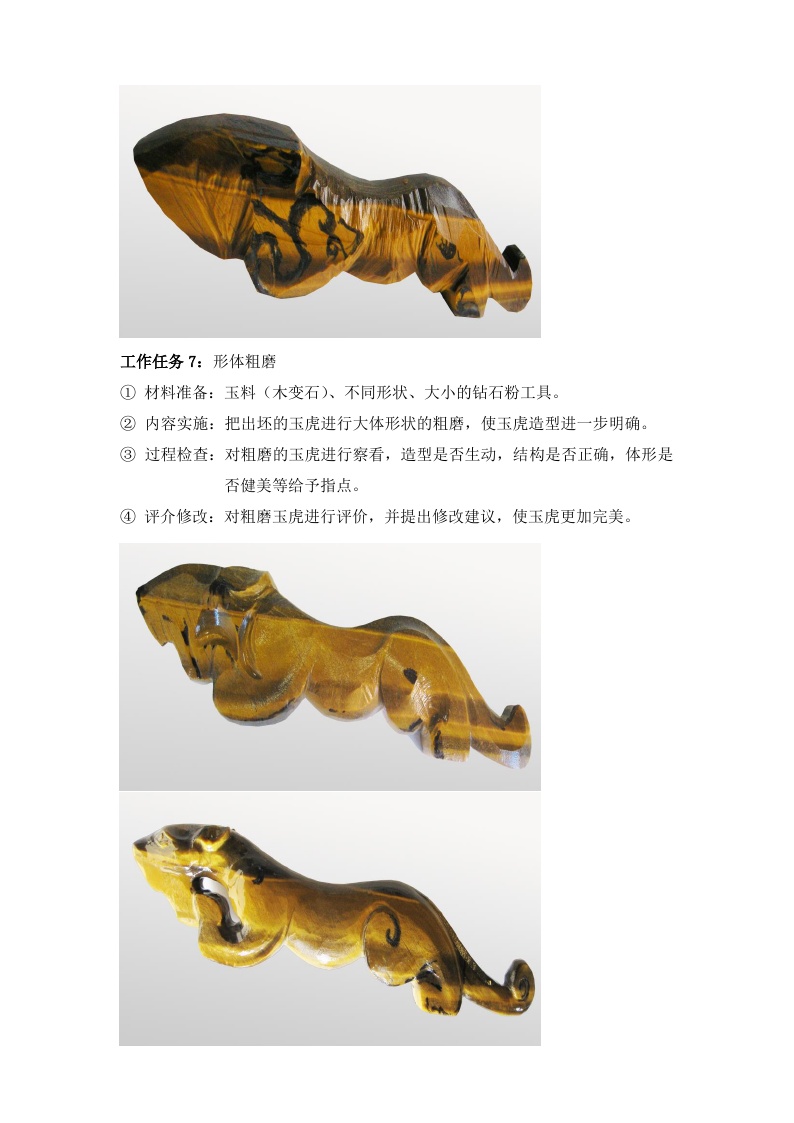 工作任务 7：形体粗磨
① 材料准备：玉料（木变石）、不同形状、大小的钻石粉工具。
② 内容实施：把出坯的玉虎进行大体形状的粗磨，使玉虎造型进一步明确。
③ 过程检查：对粗磨的玉虎进行察看，造型是否生动，结构是否正确，体形是
否健美等给予指点。
④ 评介修改：对粗磨玉虎进行评价，并提出修改建议，使玉虎更加完美。